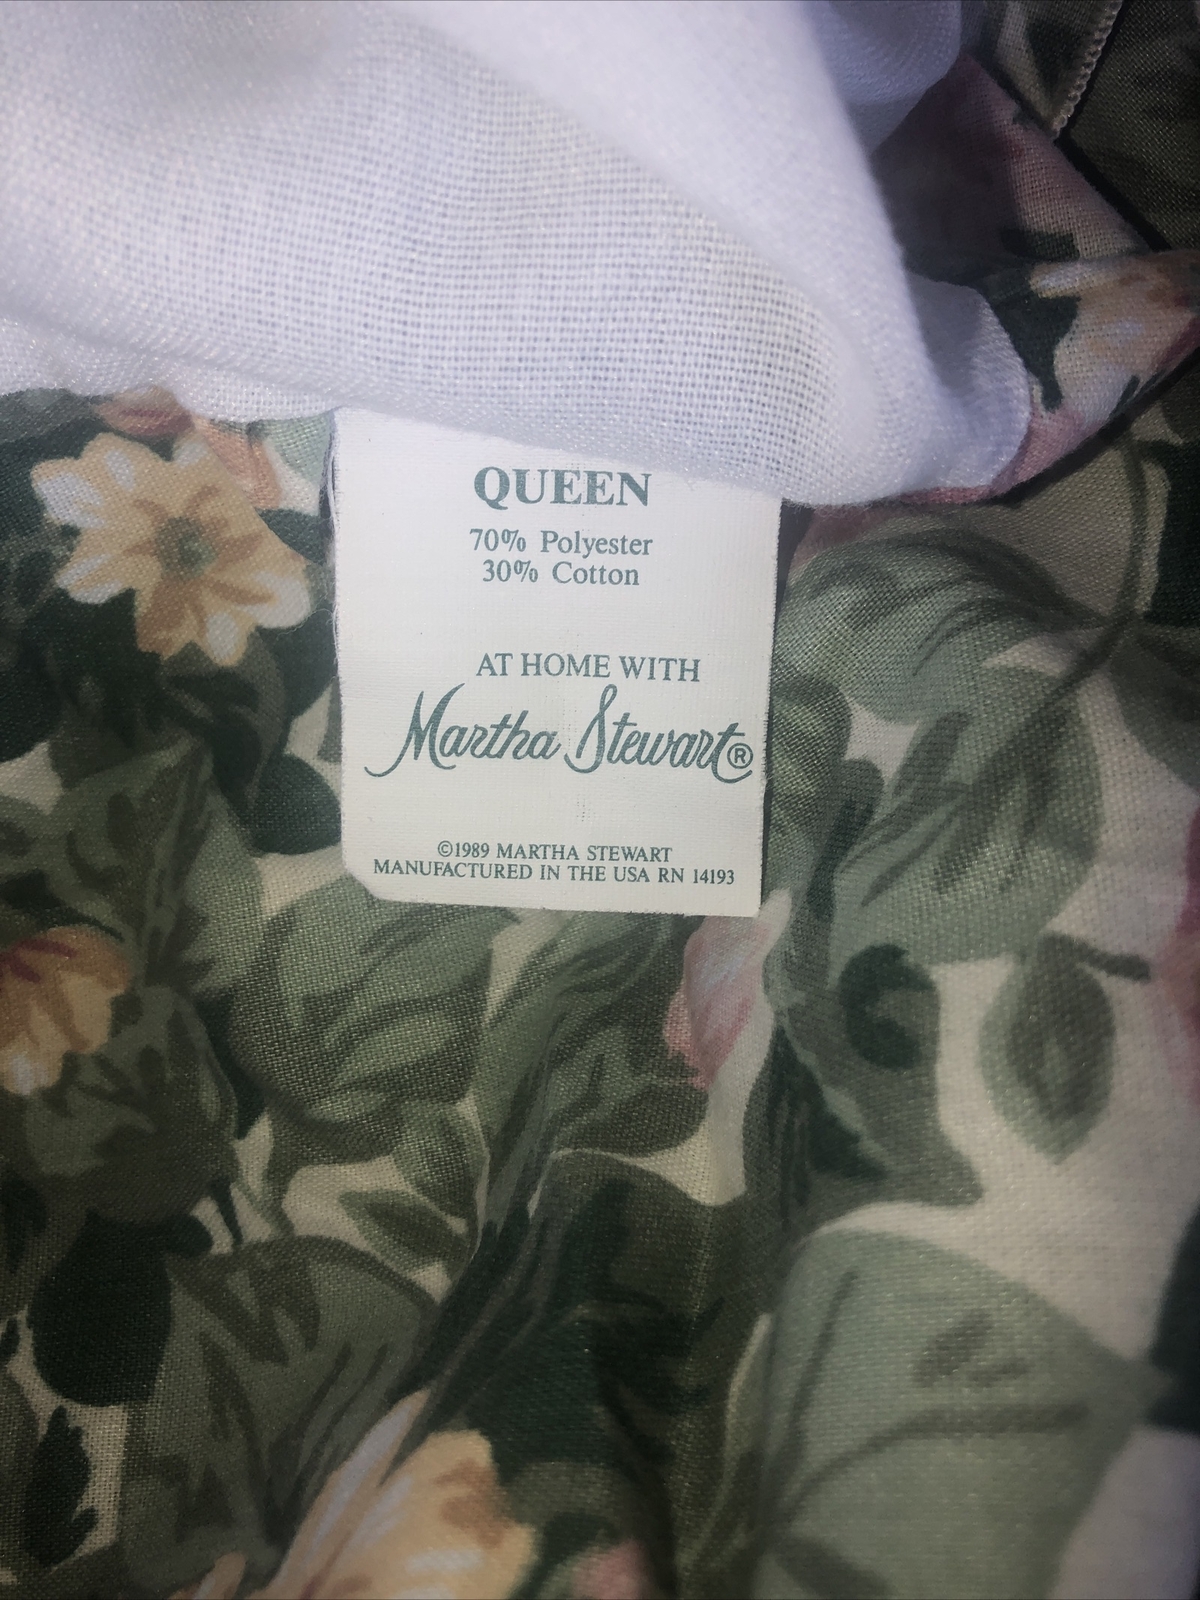 QUEEN
70% Polyester
30% Cotton
AT HOME WITH
Martha Stewart®
©1989 MARTHA STEWART
MANUFACTURED IN THE USA RN 14193